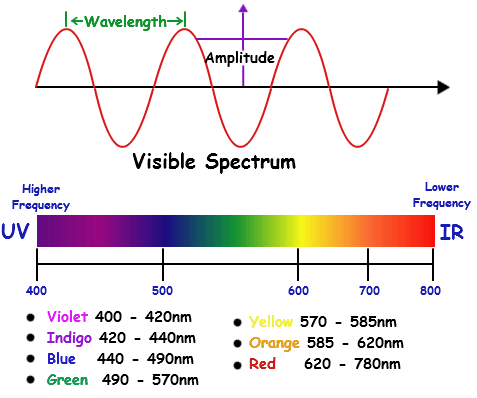 Wavelength
Amplitude
Visible Spectrum
Higher
Frequency
Lower
Frequency
UV
IR
400 500 600 700 800
Violet 400 - 420nm
Indigo 420 - 440nm
Blue 440 - 490nm
Green 490 - 570nm
Yellow 570 - 585nm
Orange 585 - 620nm
Red 620 - 780nm